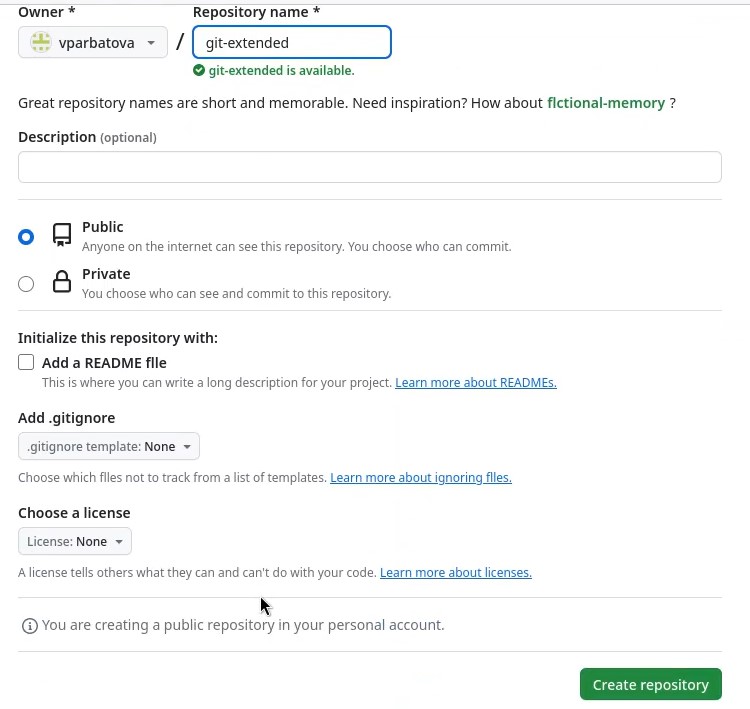 Owner * Repository name *
vparbatova / git-extended
git-extended is available.
Great repository names are short and memorable. Need inspiration? How about fictional-memory ?
Description (optional)
Public
Anyone on the internet can see this repository. You choose who can commit.
Private
You choose who can see and commit to this repository.
Initialize this repository with:
Add a README file
This is where you can write a long description for your project. Learn more about READMEs.
Add .gitignore
.gitignore template: None
Choose which files not to track from a list of templates. Learn more about ignoring files.
Choose a license
License: None
A license tells others what they can and can't do with your code. Learn more about licenses.
You are creating a public repository in your personal account.
Create repository